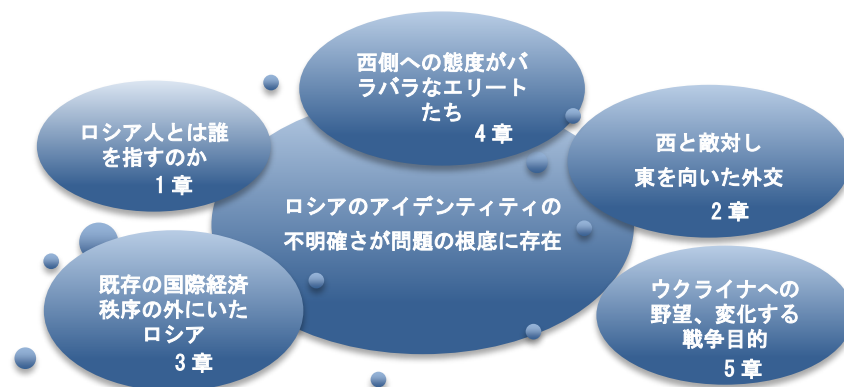 西側への態度がバ
ラバラなエリート
たち
4 章
ロシア人とは誰
を指すのか
1 章
西と敵対し
東を向いた外交
2 章
ロシアのアイデンティティの
不明確さが問題の根底に存在
既存の国際経済
秩序の外にいた
ロシア
3 章
ウクライナへの
野望、変化する
戦争目的
5 章